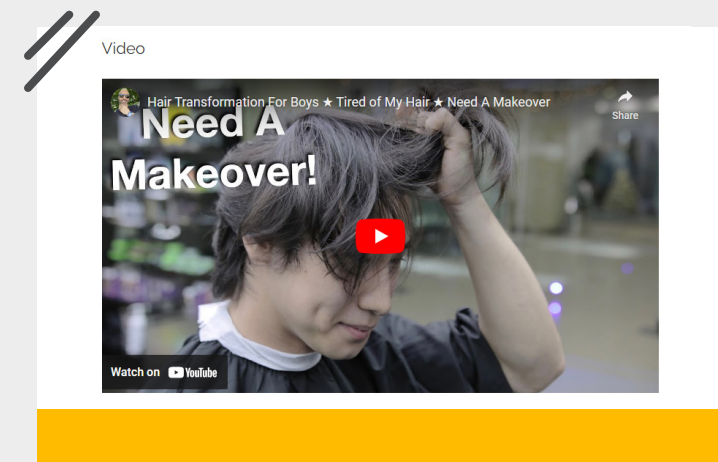 Video
Hair Transformation For Boys ★ Tired of My Hair ★ Need A Makeover
Share
Need A
Makeover!
Watch on YouTube